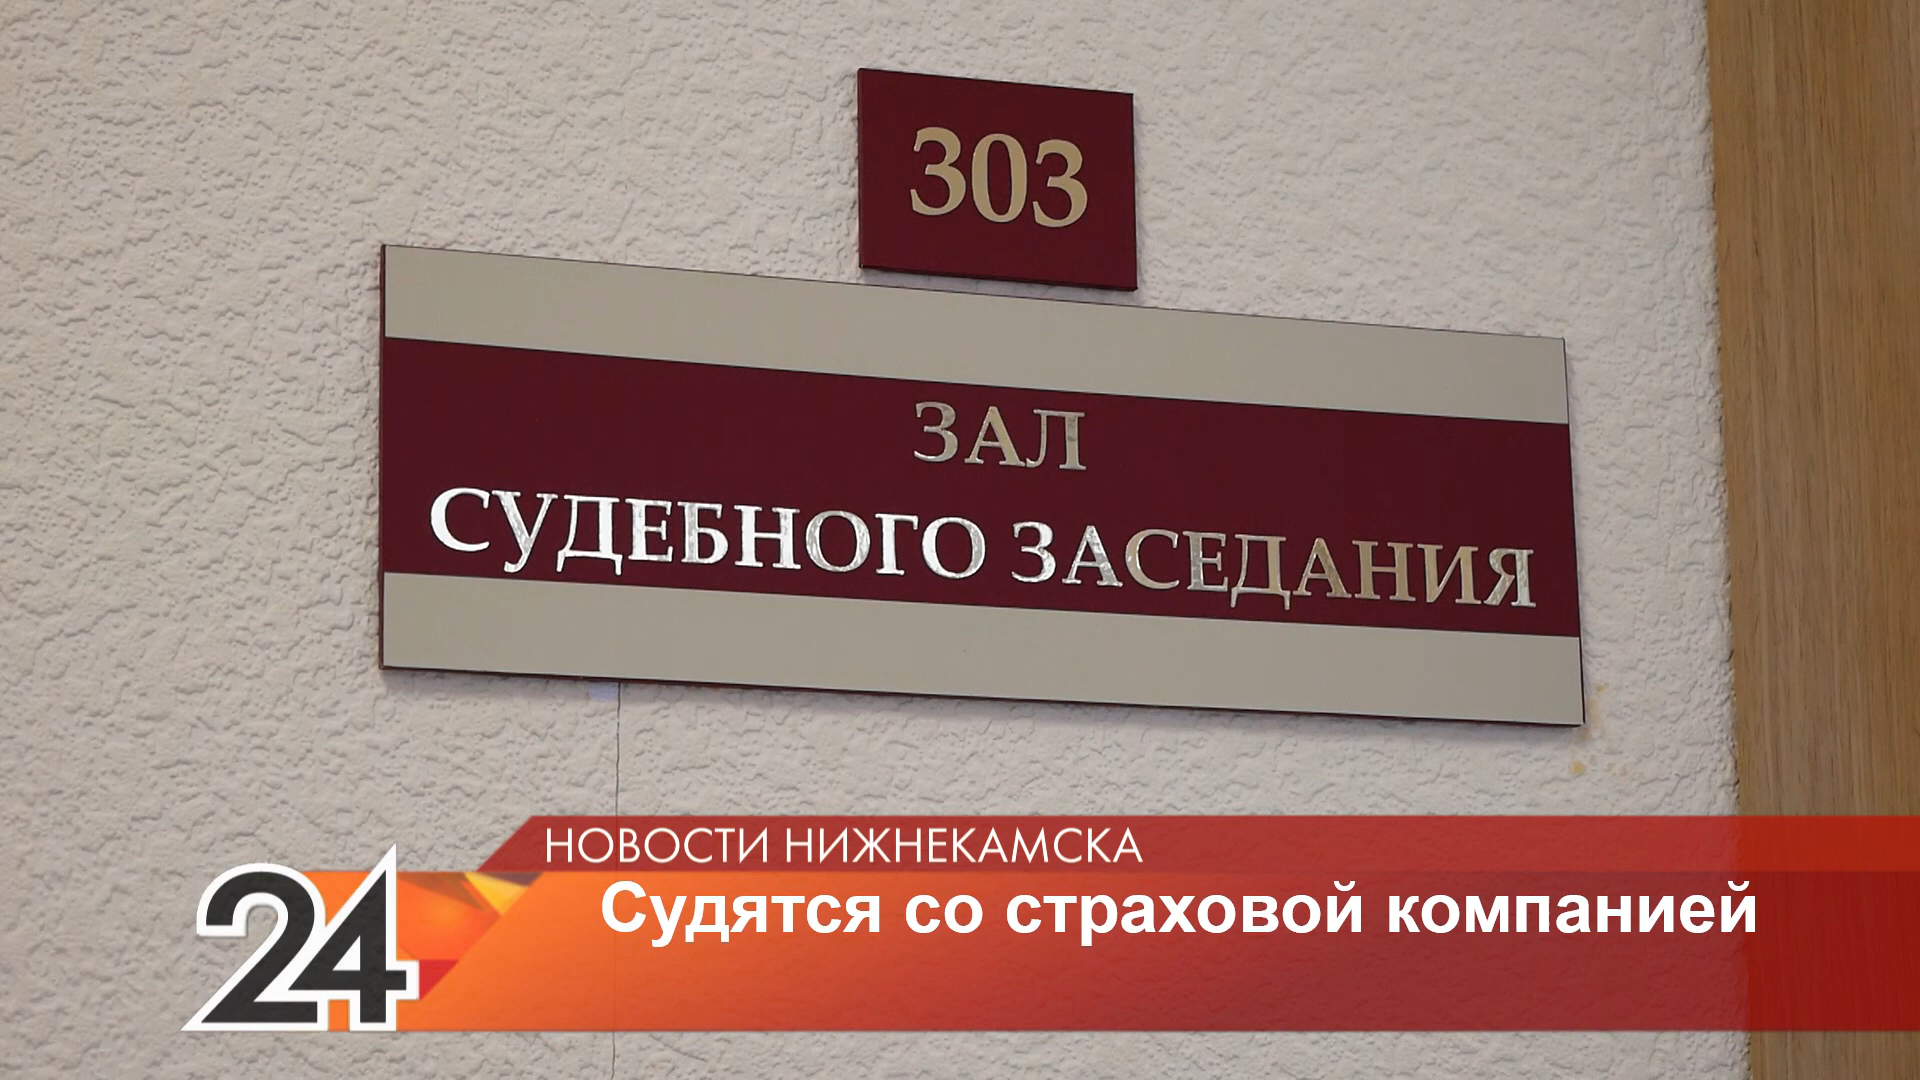 303
ЗАЛ
СУДЕБНОГО ЗАСЕДАНИЯ
НОВОСТИ НИЖНЕКАМСКА
24
Судятся со страховой компанией